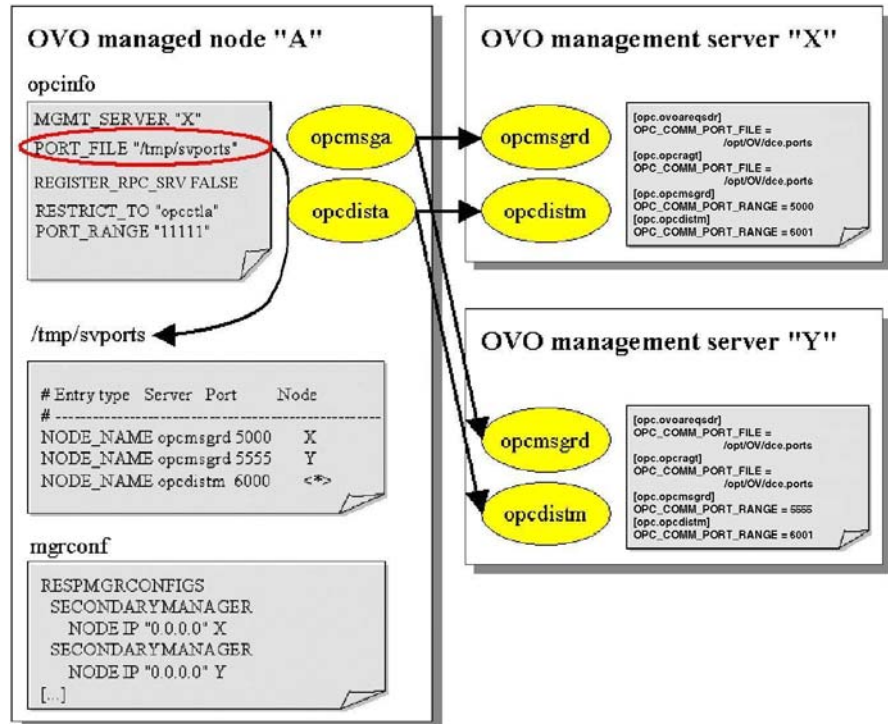 OVO managed node "A"
opcinfo
MGMT_SERVER "X"
PORT_FILE "/tmp/svports"
REGISTER_RPC_SRV FALSE
RESTRICT_TO "opcctla"
PORT_RANGE "11111"
opcmsga
opcdista
/tmp/svports
# Entry type Server Port Node
# --------------------------------------------------
NODE_NAME opcmsgrd 5000 X
NODE_NAME opcmsgrd 5555 Y
NODE_NAME opcdistm 6000 <*>
mgrconf
RESPMGRCONFIGS
SECONDARYMANAGER
NODE IP "0.0.0.0" X
SECONDARYMANAGER
NODE IP "0.0.0.0" Y
[...]
OVO management server "X"
opcmsgrd
opcdistm
[opc.ovoareqsdr]
OPC_COMM_PORT_FILE =
/opt/OV/dce.ports
[opc.opcragt]
OPC_COMM_PORT_FILE =
/opt/OV/dce.ports
[opc.opcmsgrd]
OPC_COMM_PORT_RANGE = 5000
[opc.opcdistm]
OPC_COMM_PORT_RANGE = 6001
OVO management server "Y"
opcmsgrd
opcdistm
[opc.ovoareqsdr]
OPC_COMM_PORT_FILE =
/opt/OV/dce.ports
[opc.opcragt]
OPC_COMM_PORT_FILE =
/opt/OV/dce.ports
[opc.opcmsgrd]
OPC_COMM_PORT_RANGE = 5555
[opc.opcdistm]
OPC_COMM_PORT_RANGE = 6001